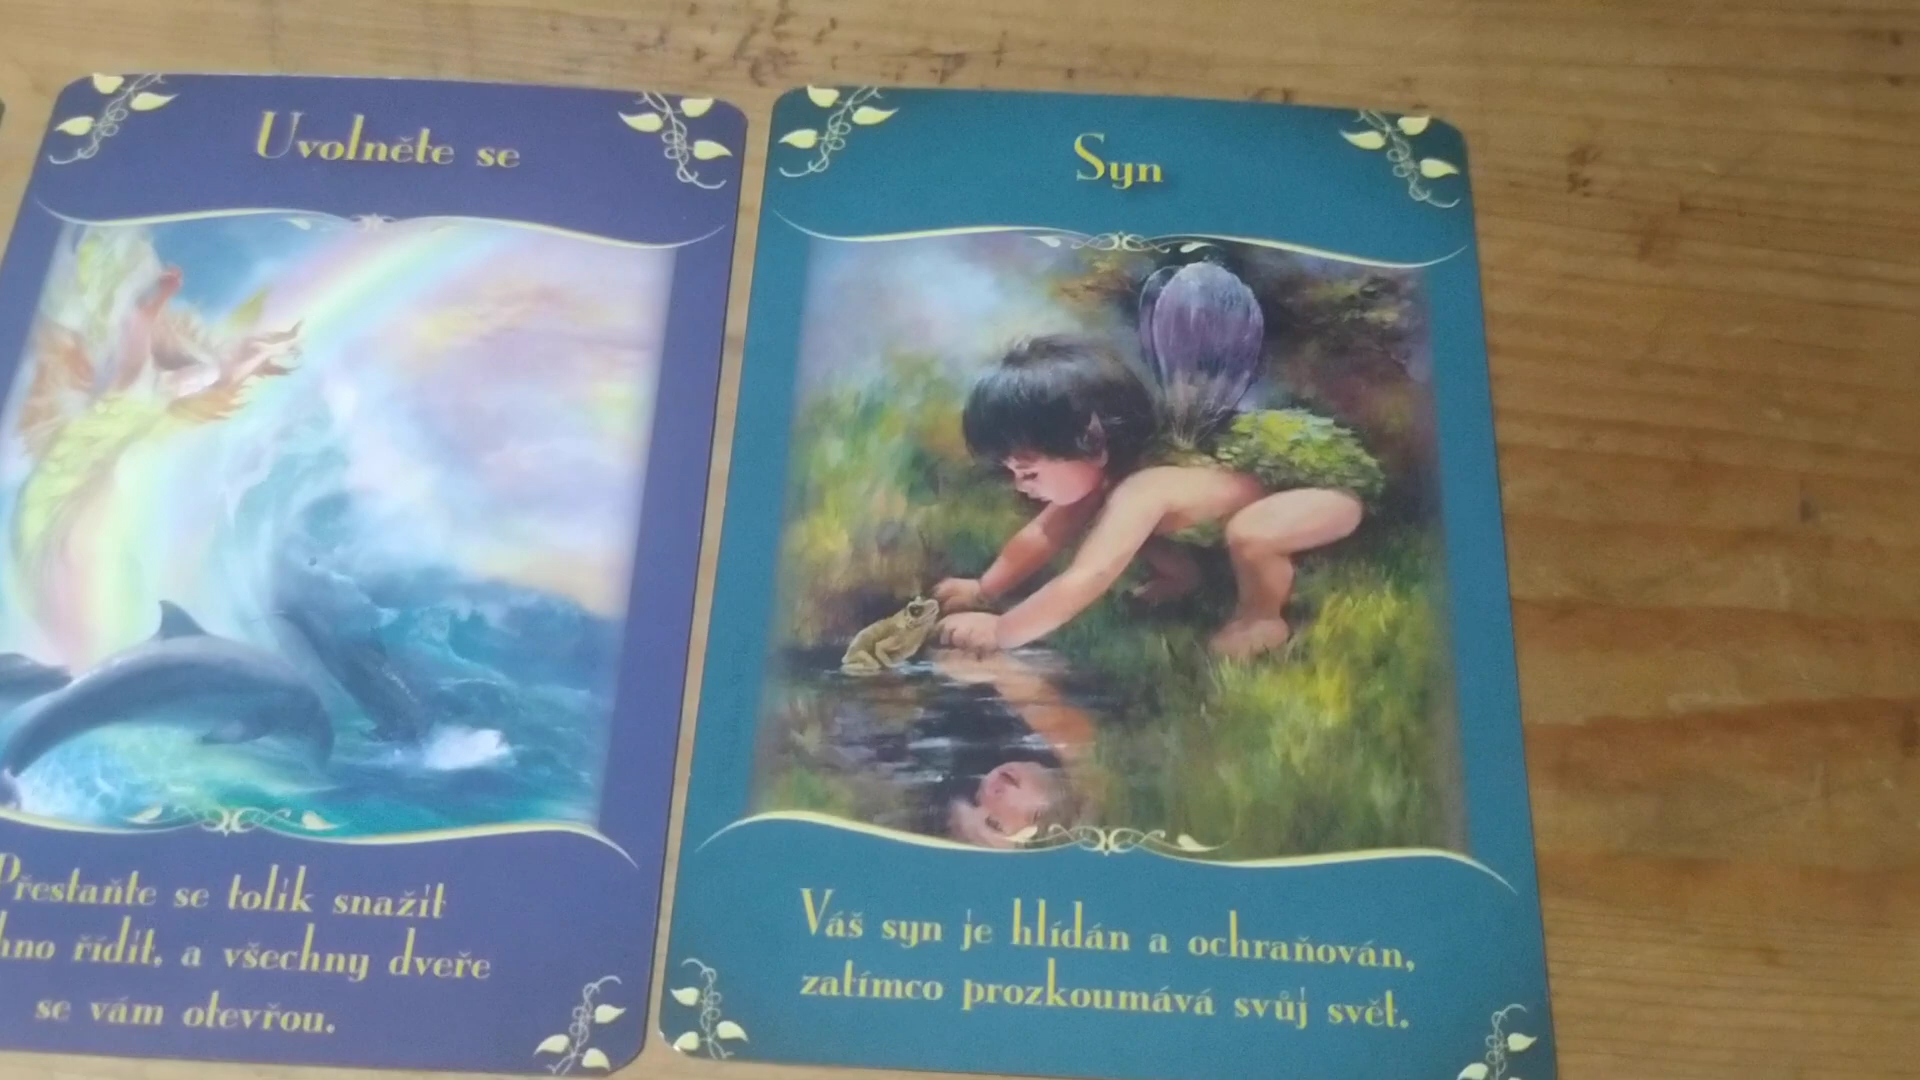 Uvolněte se
Přestaňte se tolik snažit
řídit, a všechny dveře
se vám otevřou.
Syn
Váš syn je hlídán a ochraňován,
zatímco prozkoumává svůj svět.